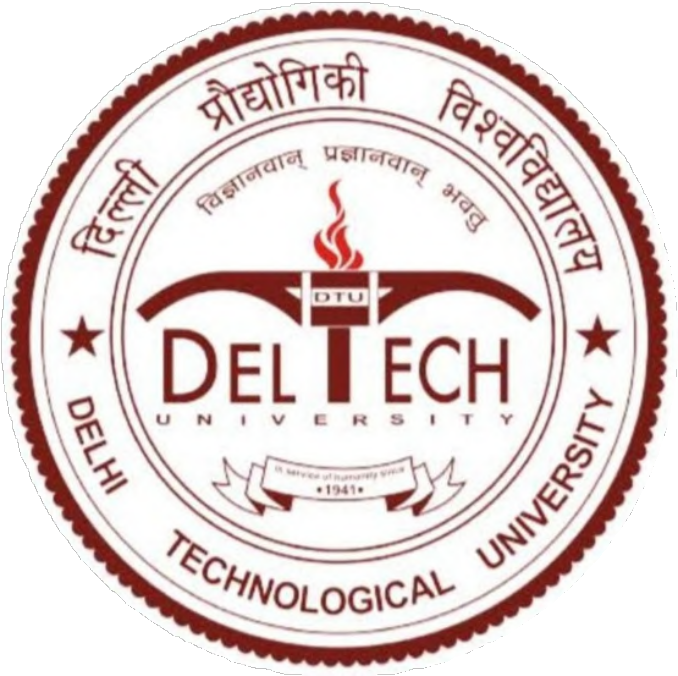 दिल्ली प्रौद्योगिकी विश्वविद्यालय
विज्ञानवान् प्रज्ञानवान् भवतु
DTU
DELTECH
UNIVERSITY
In service of humanity since
•1941•
DELHI TECHNOLOGICAL UNIVERSITY